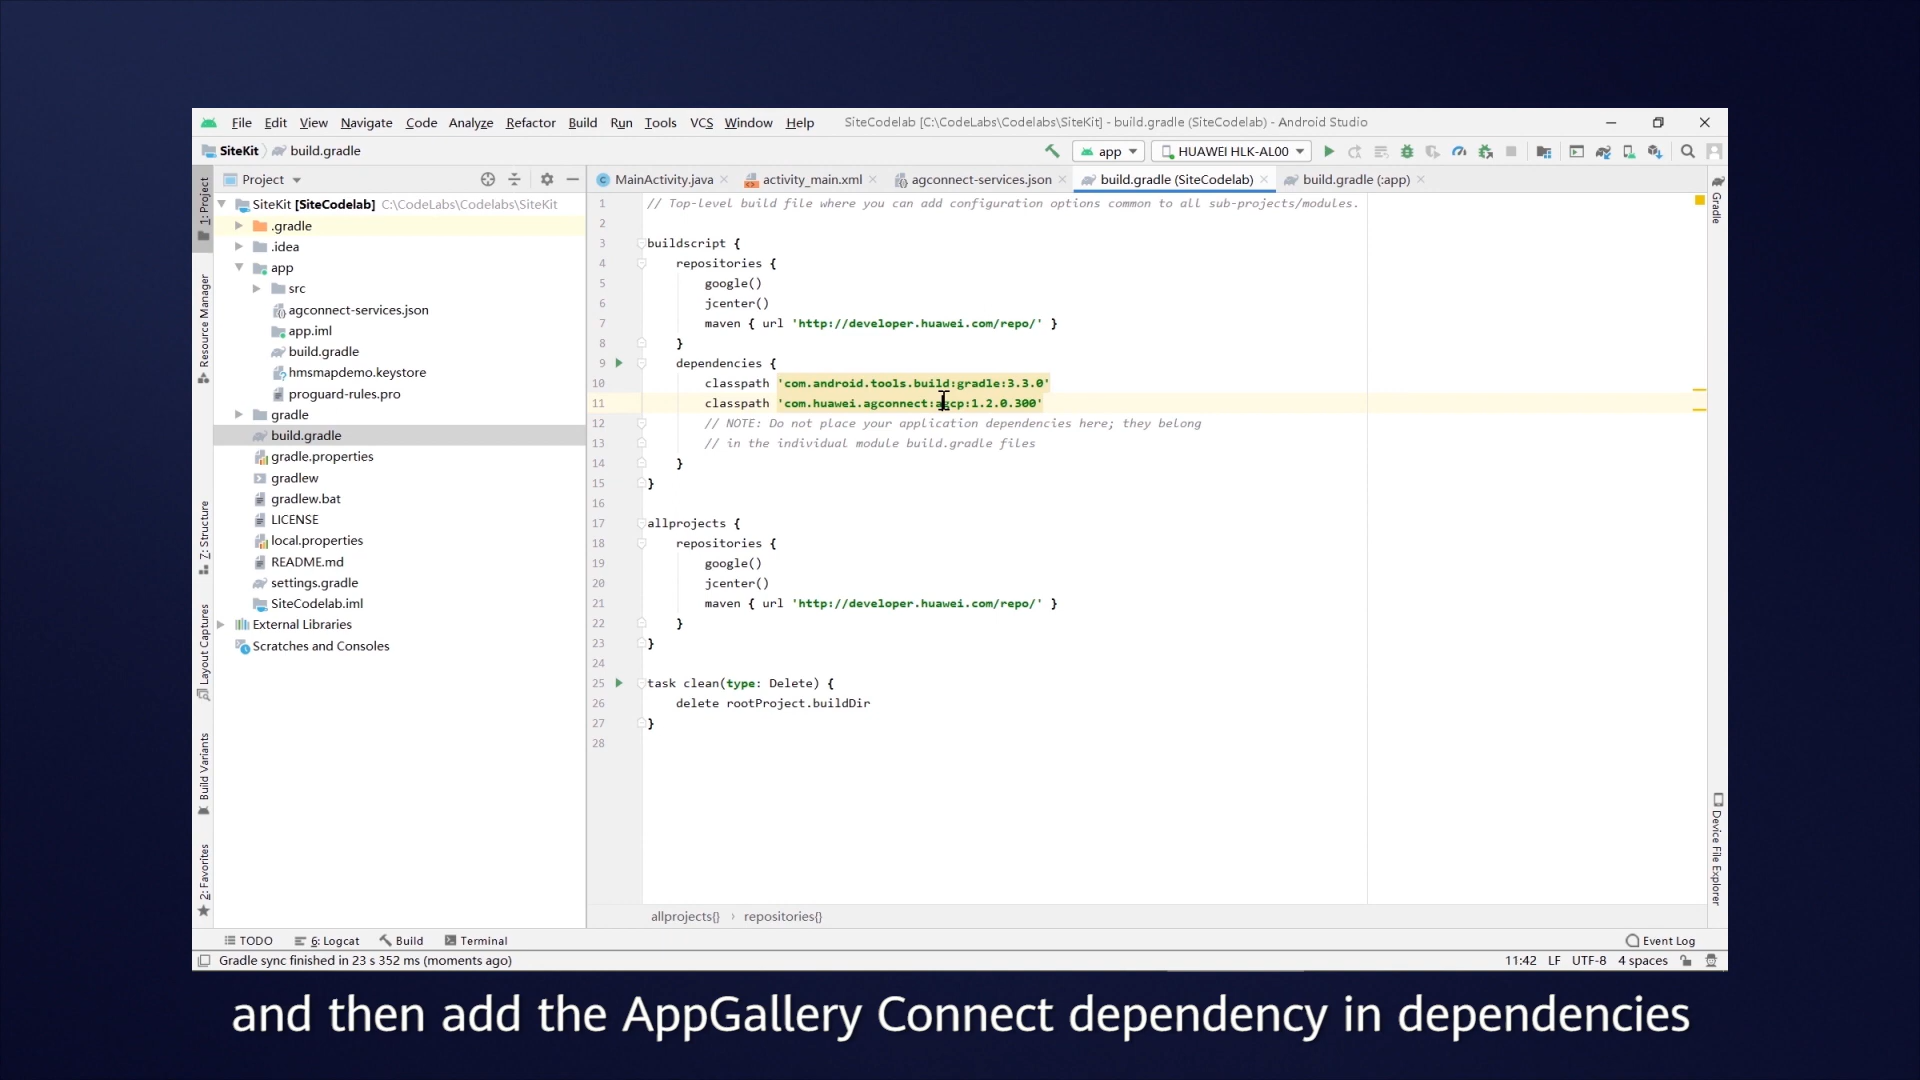 File Edit View Navigate Code Analyze Refactor Build Run Tools VCS Window Help SiteCodelab [C:\CodeLabs\Codelabs\SiteKit] - build.gradle (SiteCodelab) - Android Studio
SiteKit build.gradle app HUAWEI HLK-AL00
Project MainActivity.java activity_main.xml agconnect-services.json build.gradle (SiteCodelab) build.gradle (:app)
1: Project
Resource Manager
Z: Structure
Layout Captures
Build Variants
2: Favorites
SiteKit [SiteCodelab] C:\CodeLabs\Codelabs\SiteKit
.gradle
.idea
app
src
agconnect-services.json
app.iml
build.gradle
hmsmapdemo.keystore
proguard-rules.pro
gradle
build.gradle
gradle.properties
gradlew
gradlew.bat
LICENSE
local.properties
README.md
settings.gradle
SiteCodelab.iml
External Libraries
Scratches and Consoles
1 // Top-level build file where you can add configuration options common to all sub-projects/modules.
2
3 buildscript {
4 repositories {
5 google()
6 jcenter()
7 maven { url 'http://developer.huawei.com/repo/' }
8 }
9 dependencies {
10 classpath 'com.android.tools.build:gradle:3.3.0'
11 classpath 'com.huawei.agconnect:agcp:1.2.0.300'
12 // NOTE: Do not place your application dependencies here; they belong
13 // in the individual module build.gradle files
14 }
15 }
16
17 allprojects {
18 repositories {
19 google()
20 jcenter()
21 maven { url 'http://developer.huawei.com/repo/' }
22 }
23 }
24
25 task clean(type: Delete) {
26 delete rootProject.buildDir
27 }
28
Gradle
Device File Explorer
allprojects{} › repositories{}
TODO 6: Logcat Build Terminal Event Log
Gradle sync finished in 23 s 352 ms (moments ago) 11:42 LF UTF-8 4 spaces
and then add the AppGallery Connect dependency in dependencies